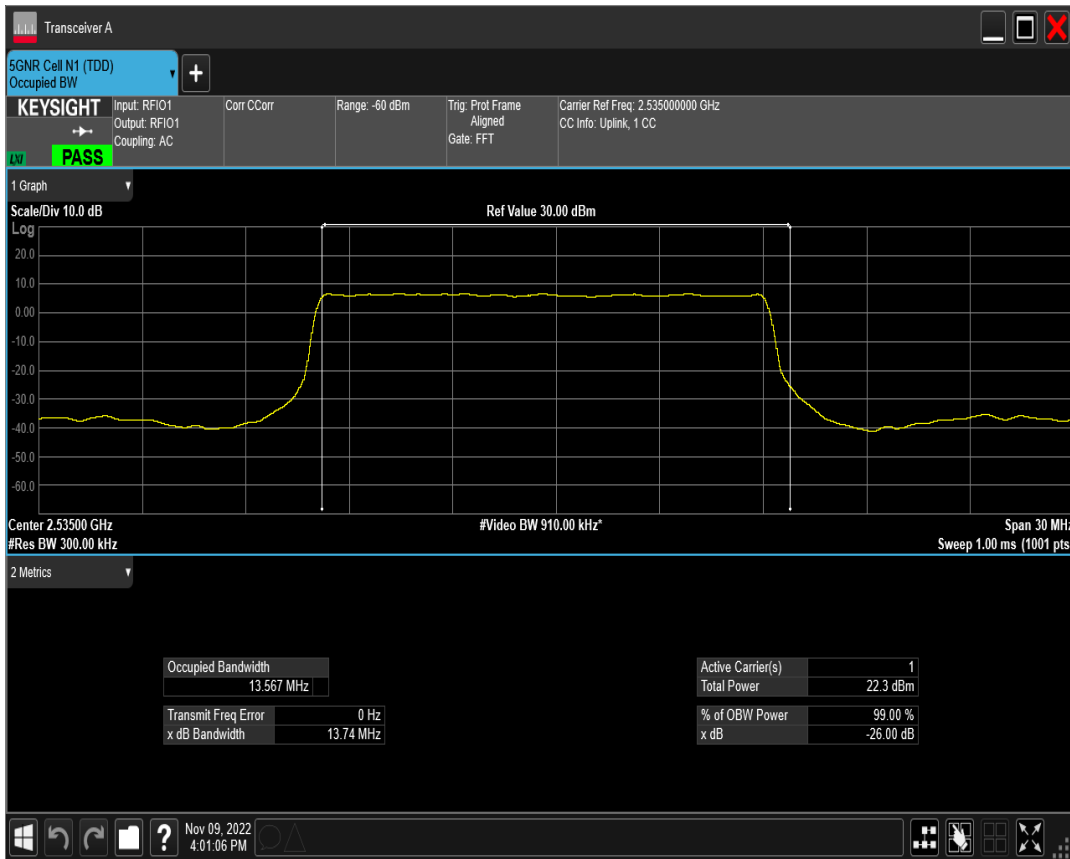 Transceiver A
5GNR Cell N1 (TDD)
Occupied BW
+
KEYSIGHT
LXI
PASS
Input: RFIO1
Output: RFIO1
Coupling: AC
Corr CCorr
Range: -60 dBm
Trig: Prot Frame
Aligned
Gate: FFT
Carrier Ref Freq: 2.535000000 GHz
CC Info: Uplink, 1 CC
1 Graph
Scale/Div 10.0 dB
Ref Value 30.00 dBm
Log
20.0
10.0
0.00
-10.0
-20.0
-30.0
-40.0
-50.0
-60.0
Center 2.53500 GHz
#Video BW 910.00 kHz*
Span 30 MHz
#Res BW 300.00 kHz
Sweep 1.00 ms (1001 pts
2 Metrics
Occupied Bandwidth
13.567 MHz
Transmit Freq Error 0 Hz
x dB Bandwidth 13.74 MHz
Active Carrier(s) 1
Total Power 22.3 dBm
% of OBW Power 99.00 %
x dB -26.00 dB
?
Nov 09, 2022
4:01:06 PM